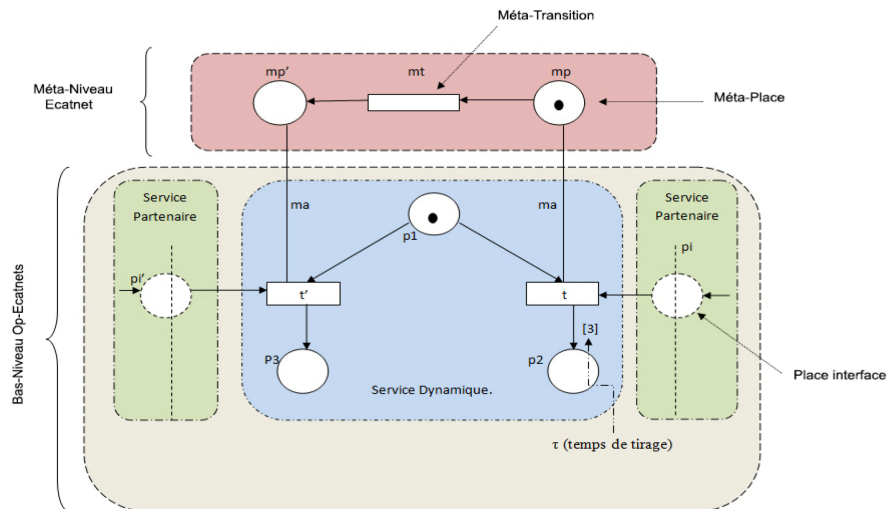 Méta-Transition
mp'
mt
mp
Méta-Niveau
Ecatnet
Méta-Place
Service
Partenaire
ma
p1
ma
Service
Partenaire
pi'
pi
t'
t
[3]
P3
p2
Service Dynamique.
Place interface
τ (temps de tirage)
Bas-Niveau Op-Ecatnets